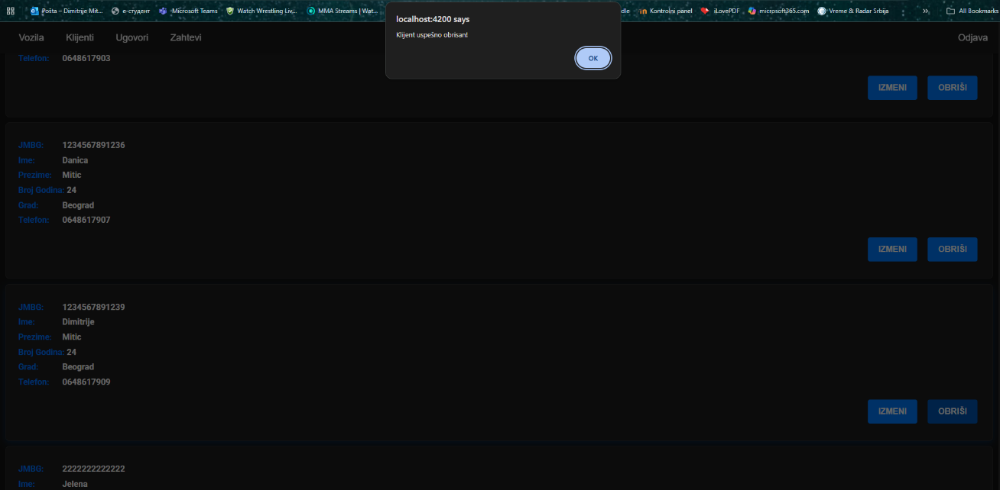 Pošta – Dimitrije Mit... е-студент Microsoft Teams Watch Wrestling Liv... MMA Streams | Wat... dle Kontrolni panel iLovePDF microsoft365.com Vreme & Radar Srbija All Bookmarks
localhost:4200 says
Klijent uspešno obrisan!
OK
Vozila Klijenti Ugovori Zahtevi Odjava
Telefon: 0648617903
IZMENI OBRIŠI
JMBG: 1234567891236
Ime: Danica
Prezime: Mitic
Broj Godina: 24
Grad: Beograd
Telefon: 0648617907
IZMENI OBRIŠI
JMBG: 1234567891239
Ime: Dimitrije
Prezime: Mitic
Broj Godina: 24
Grad: Beograd
Telefon: 0648617909
IZMENI OBRIŠI
JMBG: 2222222222222
Ime: Jelena